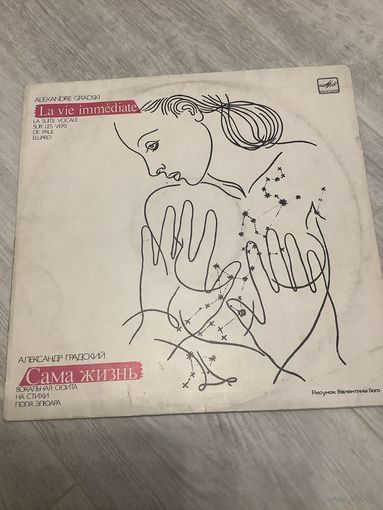 ALEXANDRE GRADSKI
La vie immédiate
LA SUITE VOCALE
SUR LES VERS
DE PAUL
ELUARD
АЛЕКСАНДР ГРАДСКИЙ
Сама жизнь
ВОКАЛЬНАЯ СЮИТА
НА СТИХИ
ПОЛЯ ЭЛЮАРА
Рисунок Валентины Гюго